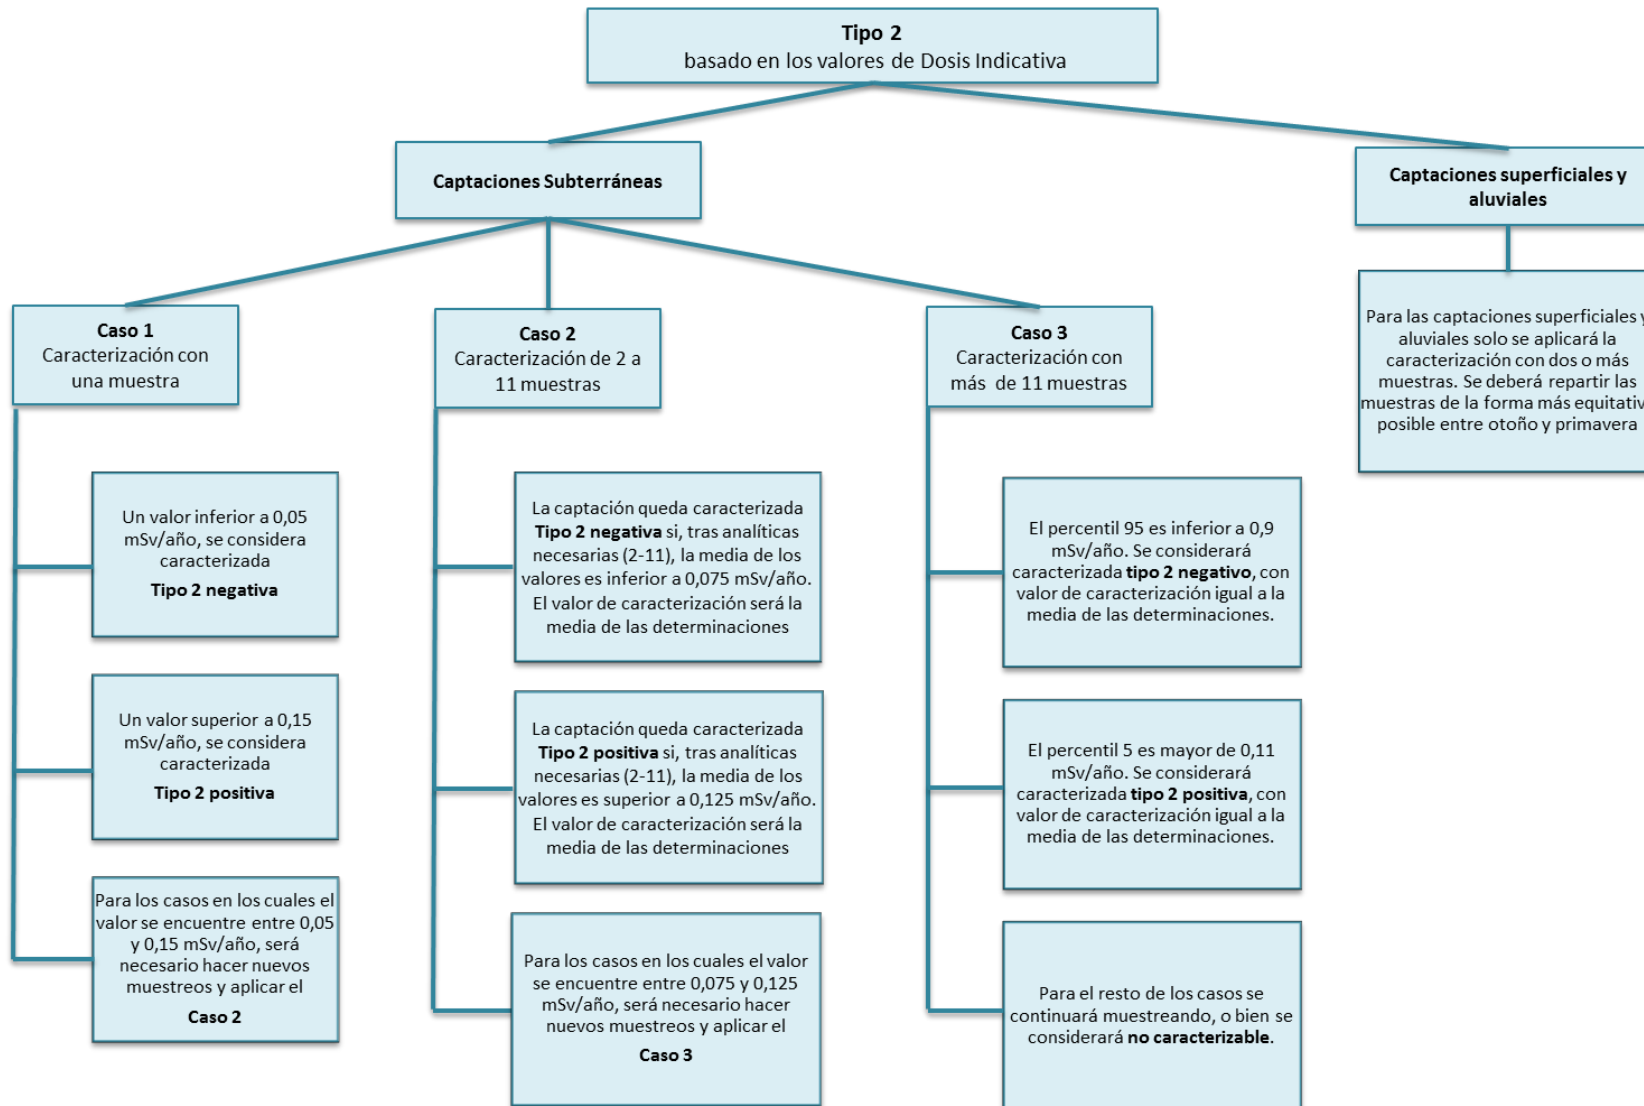 Tipo 2
basado en los valores de Dosis Indicativa
Captaciones Subterráneas
Captaciones superficiales y
aluviales
Caso 1
Caracterización con
una muestra
Caso 2
Caracterización de 2 a
11 muestras
Caso 3
Caracterización con
más de 11 muestras
Para las captaciones superficiales y
aluviales solo se aplicará la
caracterización con dos o más
muestras. Se deberá repartir las
muestras de la forma más equitativ
posible entre otoño y primavera
Un valor inferior a 0,05
mSv/año, se considera
caracterizada
Tipo 2 negativa
Un valor superior a 0,15
mSv/año, se considera
caracterizada
Tipo 2 positiva
Para los casos en los cuales el
valor se encuentre entre 0,05
y 0,15 mSv/año, será
necesario hacer nuevos
muestreos y aplicar el
Caso 2
La captación queda caracterizada
Tipo 2 negativa si, tras analíticas
necesarias (2-11), la media de los
valores es inferior a 0,075 mSv/año.
El valor de caracterización será la
media de las determinaciones
La captación queda caracterizada
Tipo 2 positiva si, tras analíticas
necesarias (2-11), la media de los
valores es superior a 0,125 mSv/año.
El valor de caracterización será la
media de las determinaciones
Para los casos en los cuales el valor
se encuentre entre 0,075 y 0,125
mSv/año, será necesario hacer
nuevos muestreos y aplicar el
Caso 3
El percentil 95 es inferior a 0,9
mSv/año. Se considerará
caracterizada tipo 2 negativo, con
valor de caracterización igual a la
media de las determinaciones.
El percentil 5 es mayor de 0,11
mSv/año. Se considerará
caracterizada tipo 2 positiva, con
valor de caracterización igual a la
media de las determinaciones.
Para el resto de los casos se
continuará muestreando, o bien se
considerará no caracterizable.